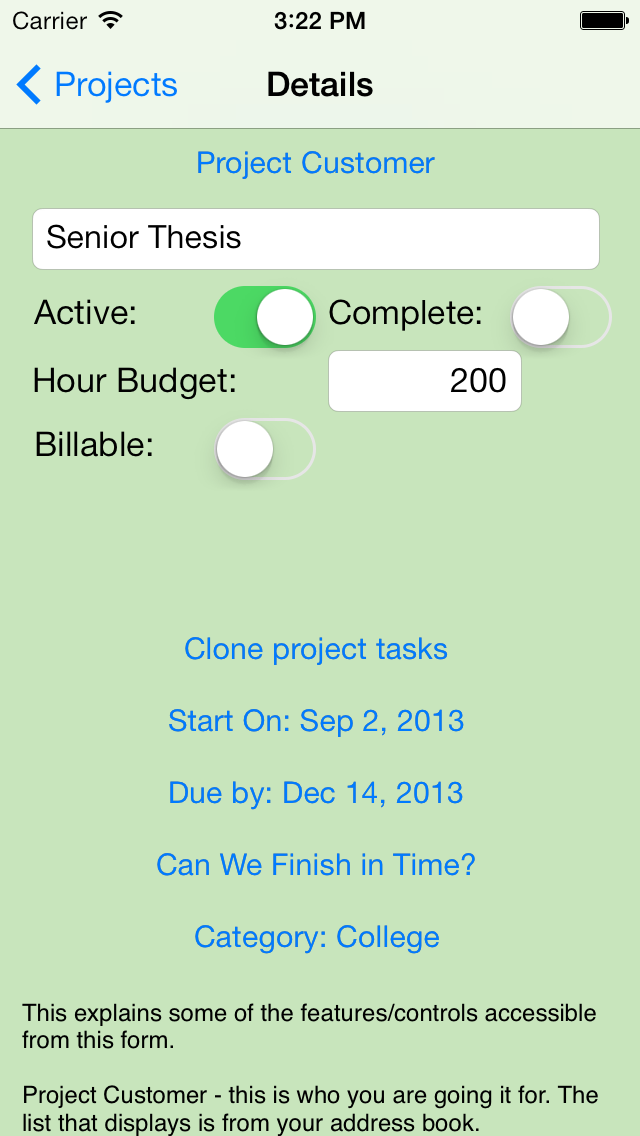 Carrier 3:22 PM
Projects Details
Project Customer
Senior Thesis
Active: Complete:
Hour Budget: 200
Billable:
Clone project tasks
Start On: Sep 2, 2013
Due by: Dec 14, 2013
Can We Finish in Time?
Category: College
This explains some of the features/controls accessible
from this form.
Project Customer - this is who you are going it for. The
list that displays is from your address book.